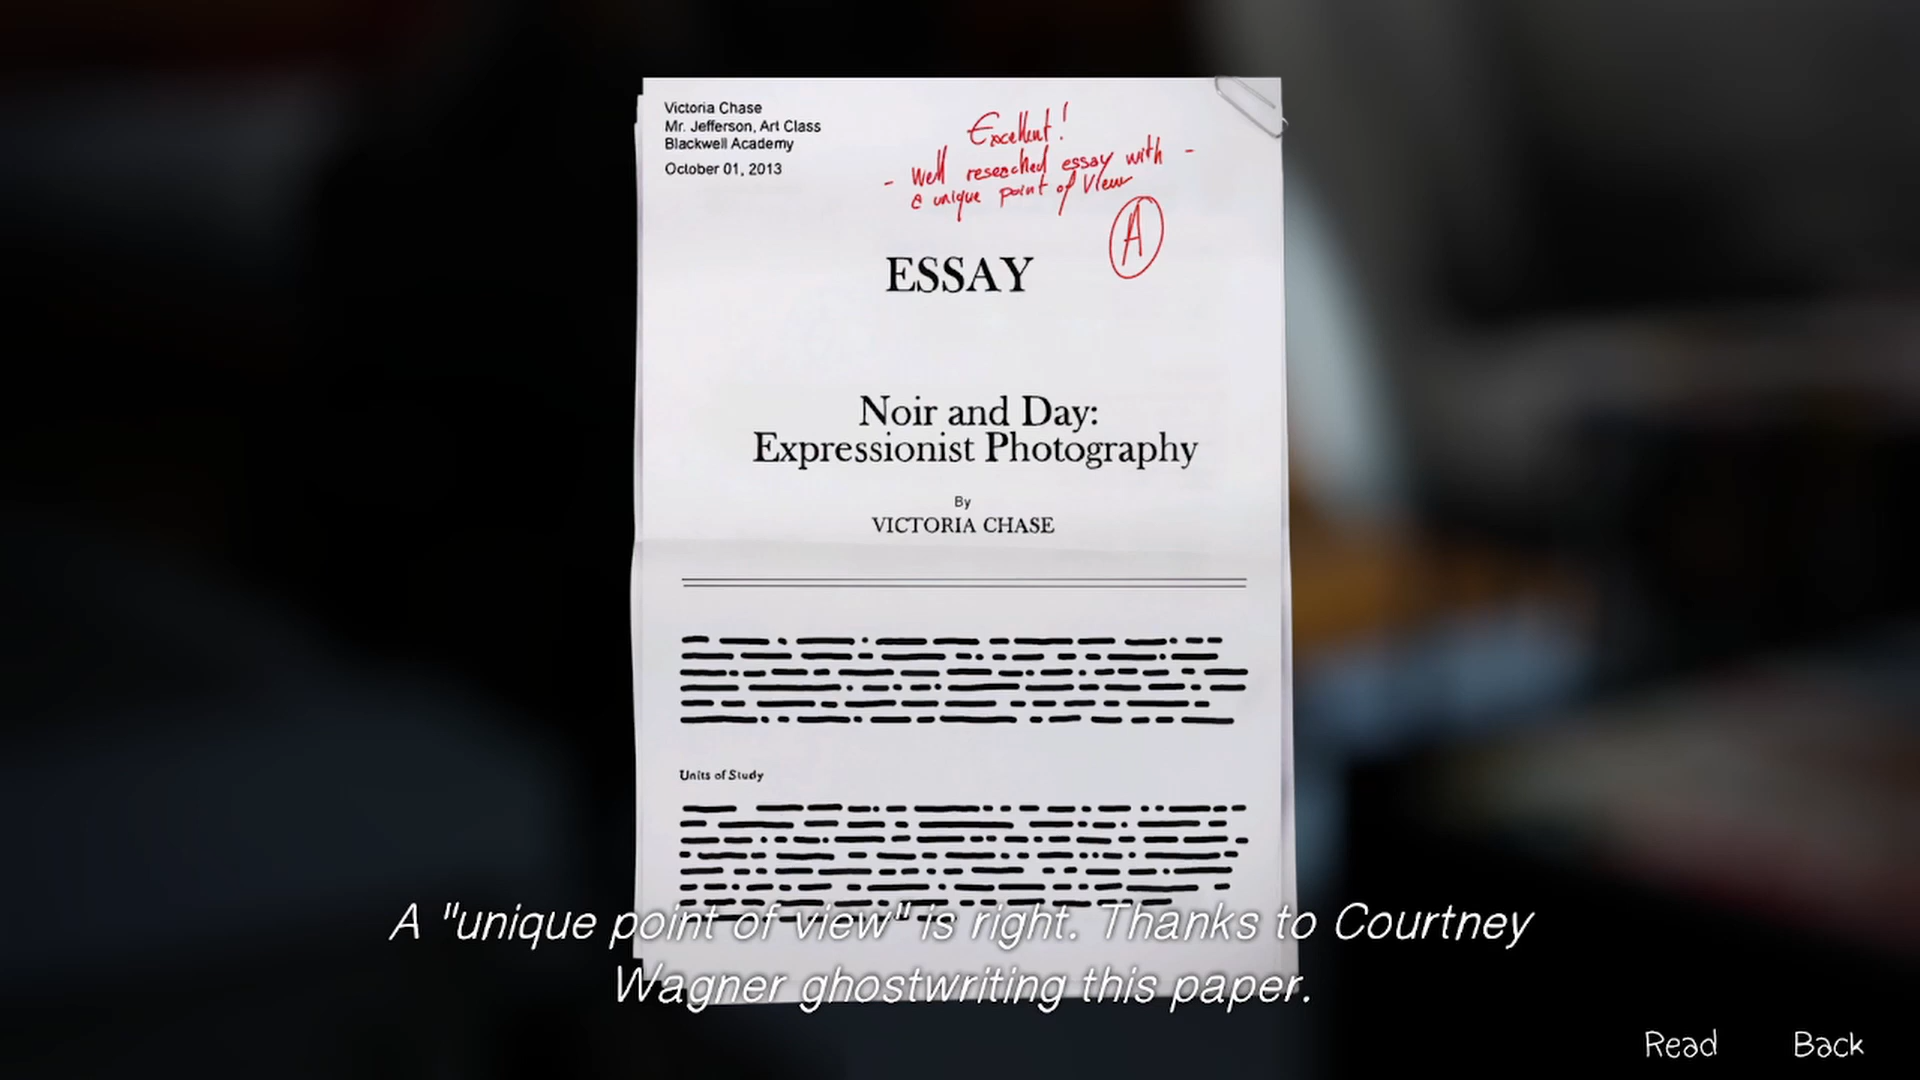 Victoria Chase
Mr. Jefferson, Art Class
Blackwell Academy
October 01, 2013
Excellent!
- Well reseached essay with -
a unique point of View
A
ESSAY
Noir and Day:
Expressionist Photography
By
VICTORIA CHASE
Units of Study
A "unique point of view" is right. Thanks to Courtney
Wagner ghostwriting this paper.
Read
Back